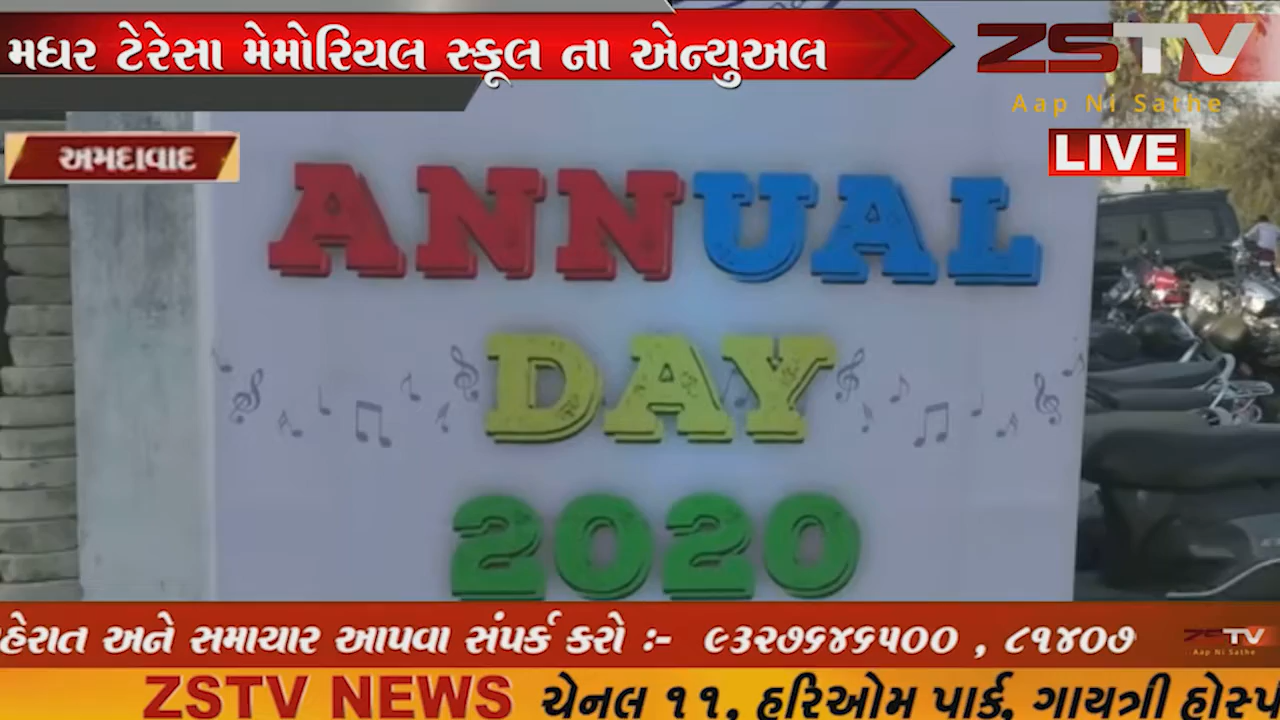 મધર ટેરેસા મેમોરિયલ સ્કૂલ ના એન્યુઅલ
ZSTV
Aap Ni Sathe
અમદાવાદ
LIVE
ANNUAL
DAY
2020
અને સમાચાર આપવા સંપર્ક કરો :- ૯૩૨૭૬૪૬૫૦૦ , ૮૧૪૦૭
ZSTV
Aap Ni Sathe
ZSTV NEWS ચેનલ ૧૧, હરિઓમ પાર્ક, ગાયત્રી